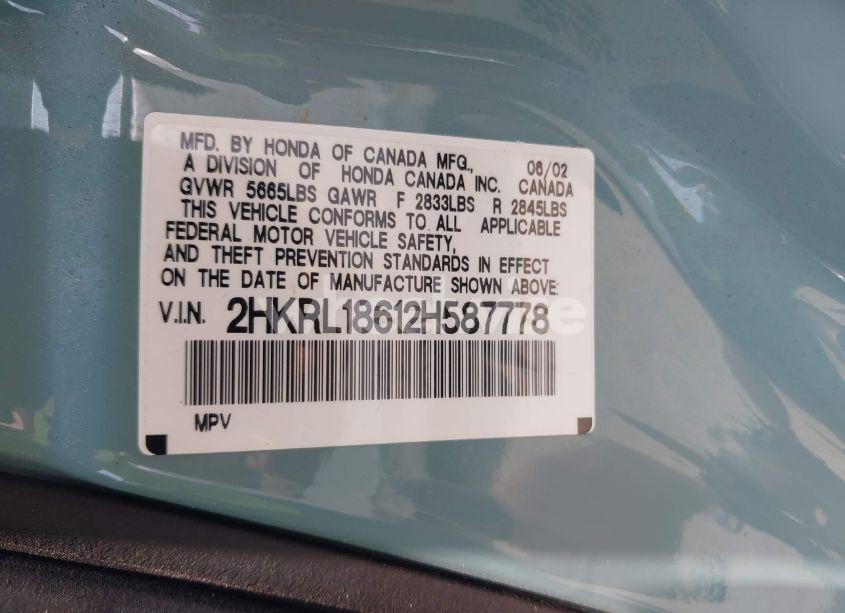 MFD. BY HONDA OF CANADA MFG., 06/02
A DIVISION OF HONDA CANADA INC. CANADA
GVWR 5665LBS GAWR F 2833LBS R 2845LBS
THIS VEHICLE CONFORMS TO ALL APPLICABLE
FEDERAL MOTOR VEHICLE SAFETY,
AND THEFT PREVENTION STANDARDS IN EFFECT
ON THE DATE OF MANUFACTURE SHOWN ABOVE:
V.I.N. 2HKRL18612H587778
MPV